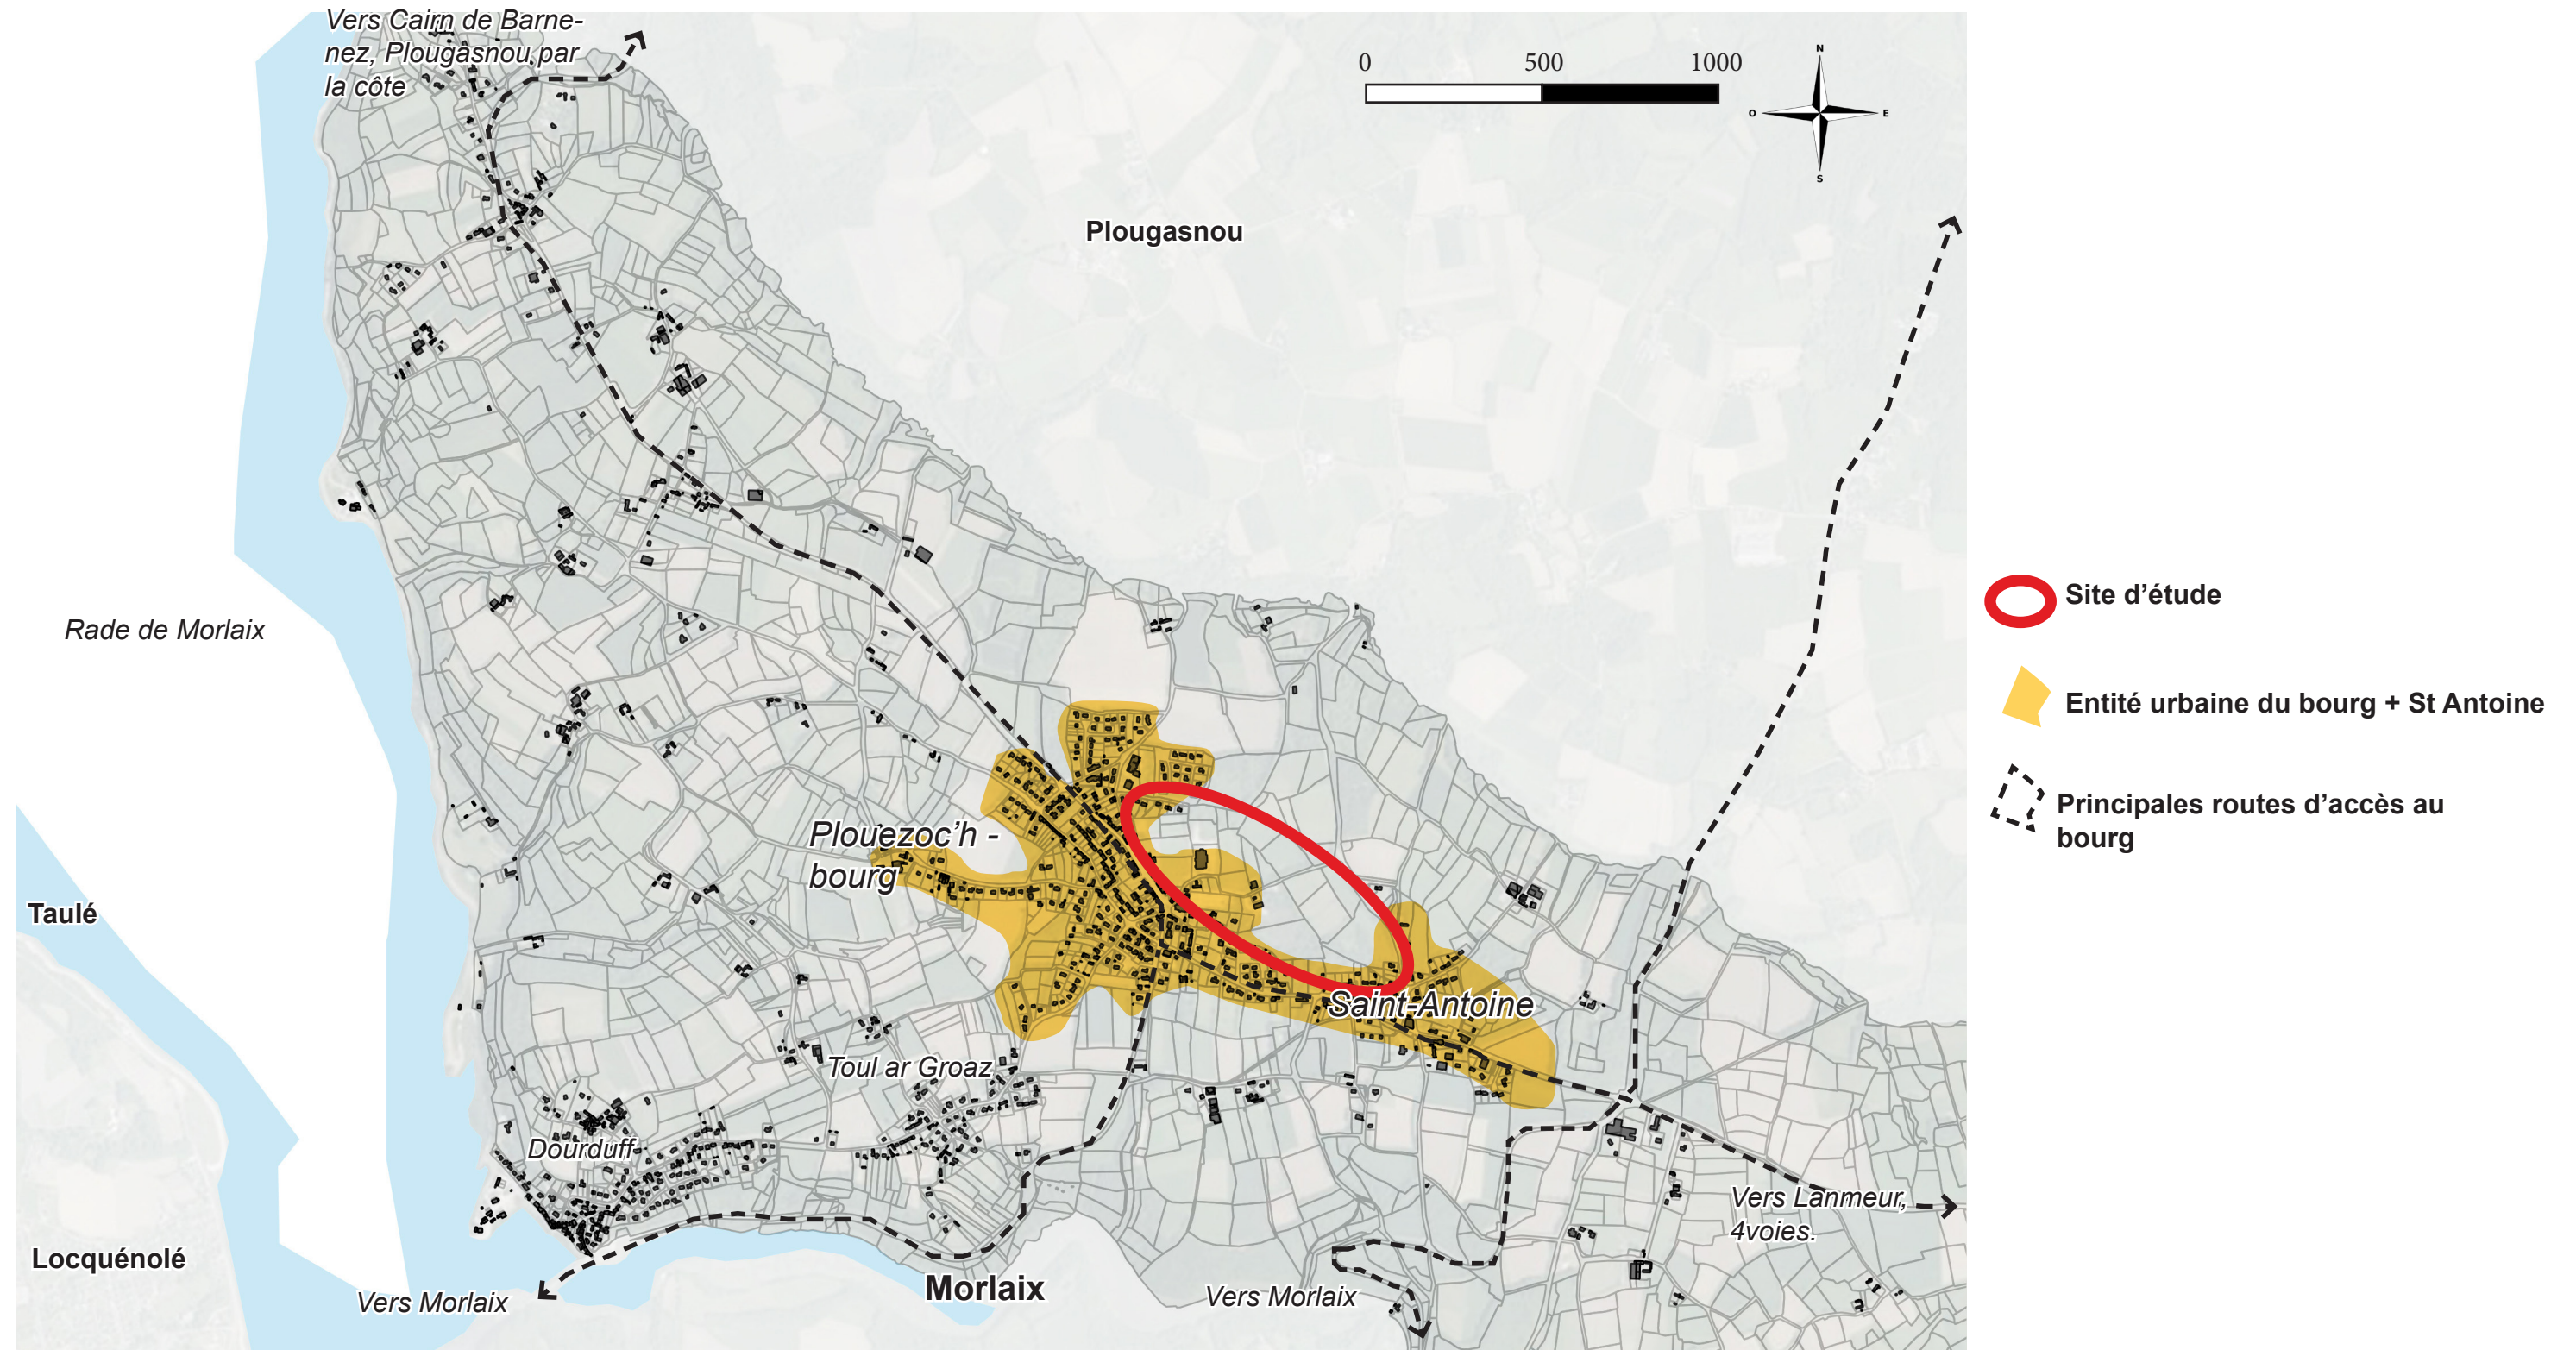 Vers Cairn de Barne-
nez, Plougasnou par
la côte
0 500 1000
N
O E
S
Plougasnou
Rade de Morlaix
Site d’étude
Entité urbaine du bourg + St Antoine
Principales routes d’accès au
bourg
Plouezoc’h -
bourg
Taulé
Saint-Antoine
Toul ar Groaz
Dourduff
Vers Lanmeur,
4voies.
Locquénolé
Morlaix
Vers Morlaix
Vers Morlaix